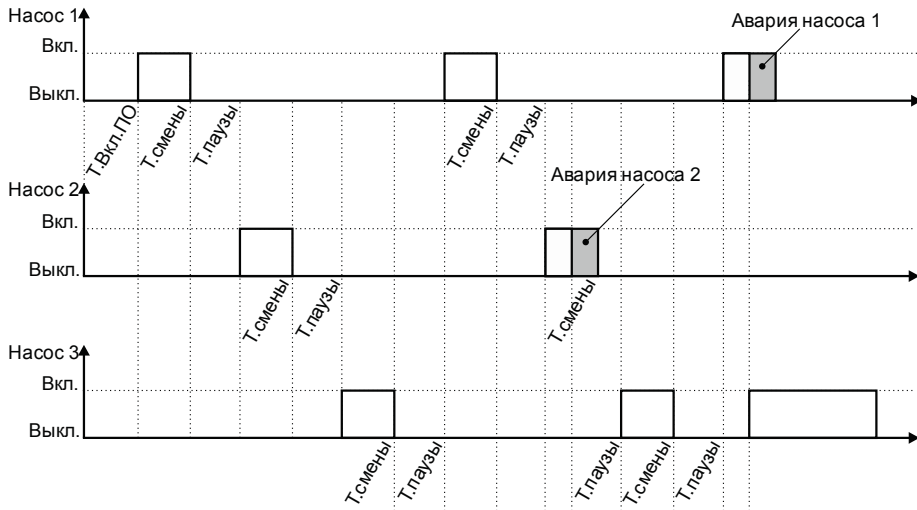 Насос 1
Авария насоса 1
Вкл.
Выкл.
Т.Вкл.ПО
Т.смены
Т.паузы
Т.смены
Т.паузы
Насос 2
Авария насоса 2
Вкл.
Выкл.
Т.смены
Т.паузы
Т.смены
Насос 3
Вкл.
Выкл.
Т.смены
Т.паузы
Т.паузы
Т.смены
Т.паузы